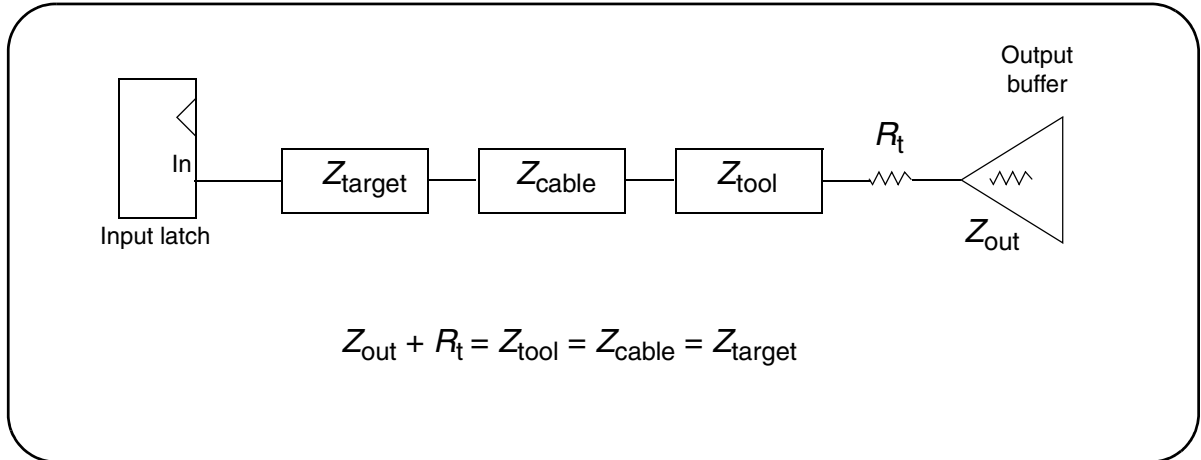 Output
buffer
R_t
In
Z_target
Z_cable
Z_tool
Z_out
Input latch
Z_out + R_t = Z_tool = Z_cable = Z_target